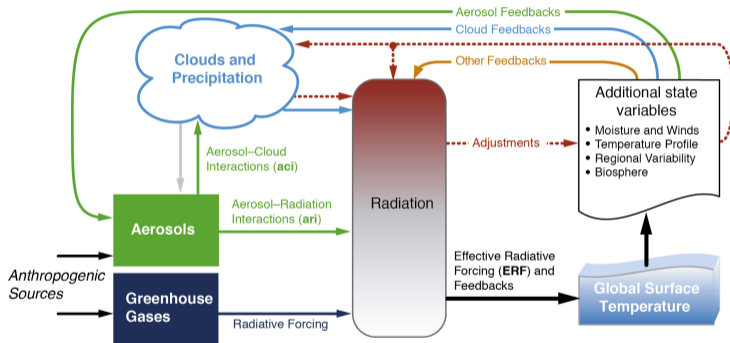 Aerosol Feedbacks
Cloud Feedbacks
Other Feedbacks
Clouds and
Precipitation
Additional state
variables
• Moisture and Winds
• Temperature Profile
• Regional Variability
• Biosphere
Adjustments
Aerosol–Cloud
Interactions (aci)
Aerosol–Radiation
Interactions (ari)
Radiation
Aerosols
Anthropogenic
Sources
Greenhouse
Gases
Radiative Forcing
Effective Radiative
Forcing (ERF) and
Feedbacks
Global Surface
Temperature